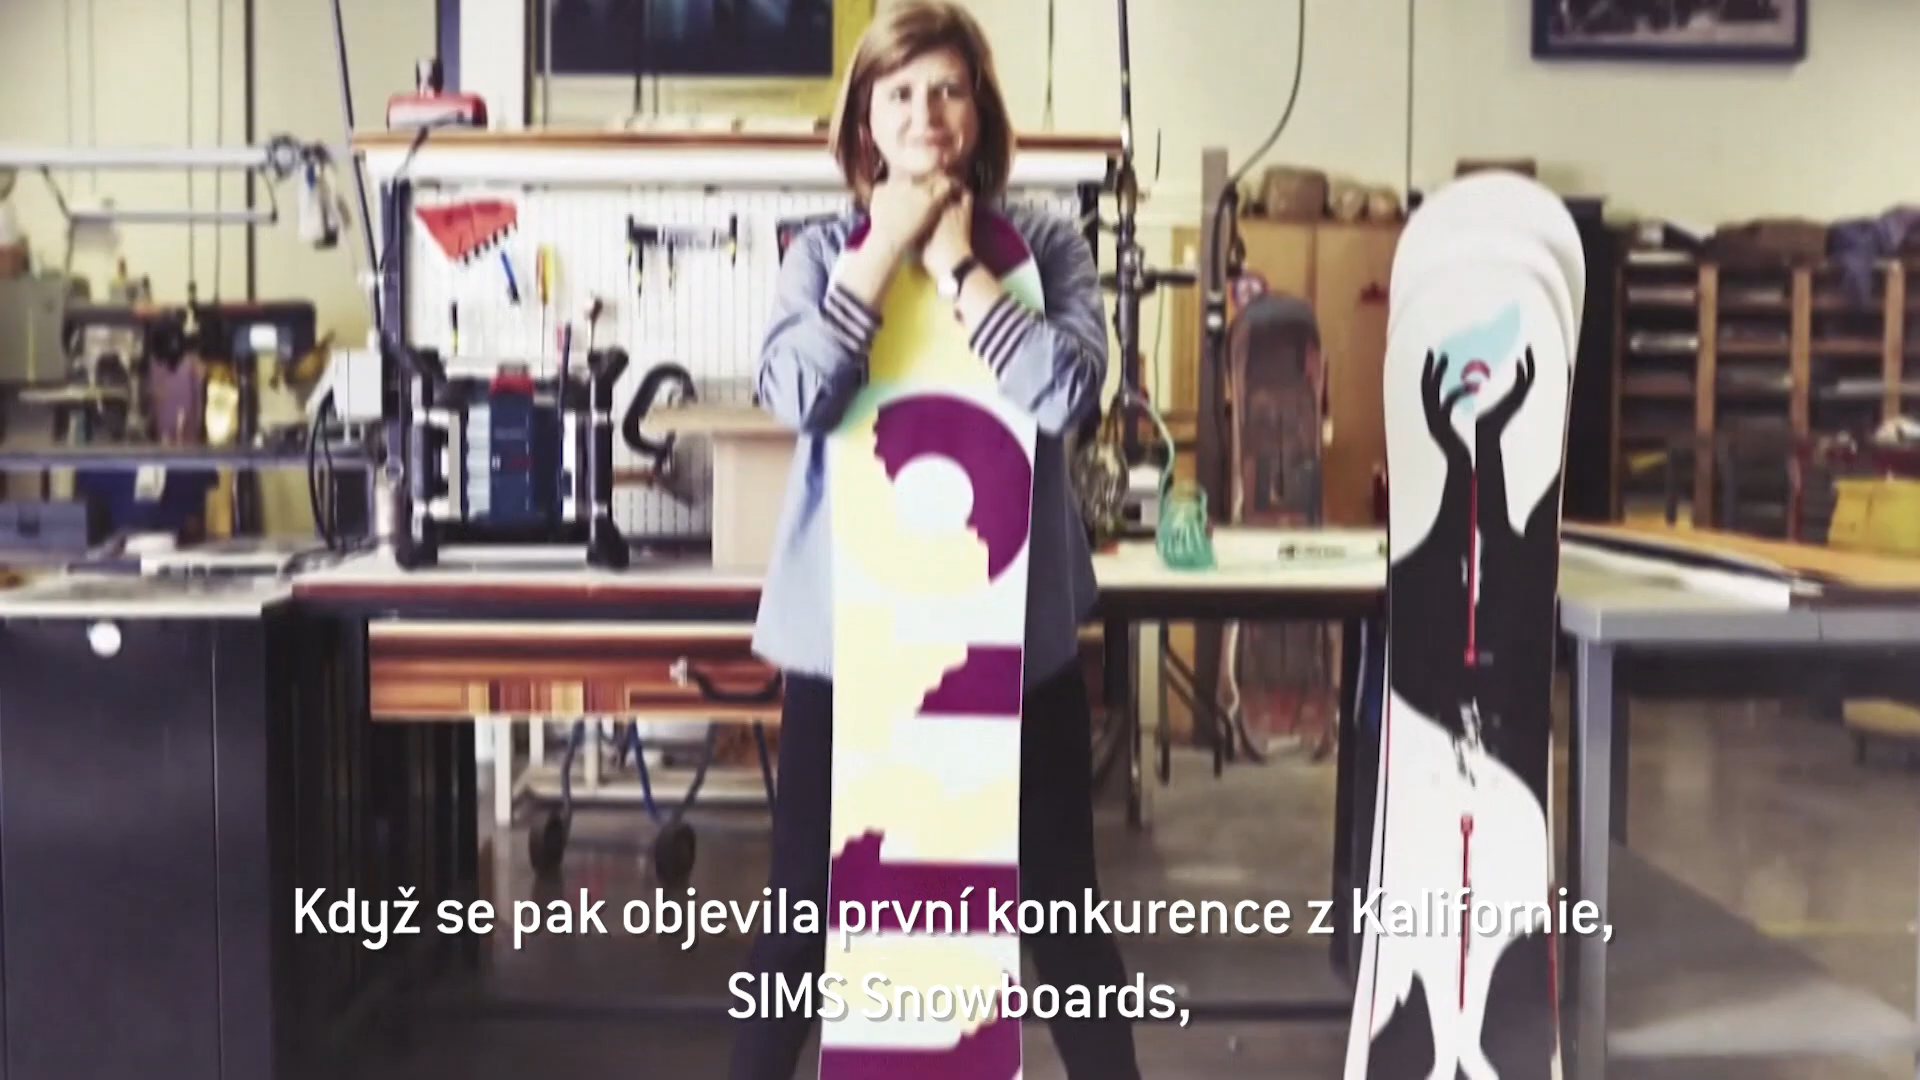 Když se pak objevila první konkurence z Kalifornie,
SIMS Snowboards,